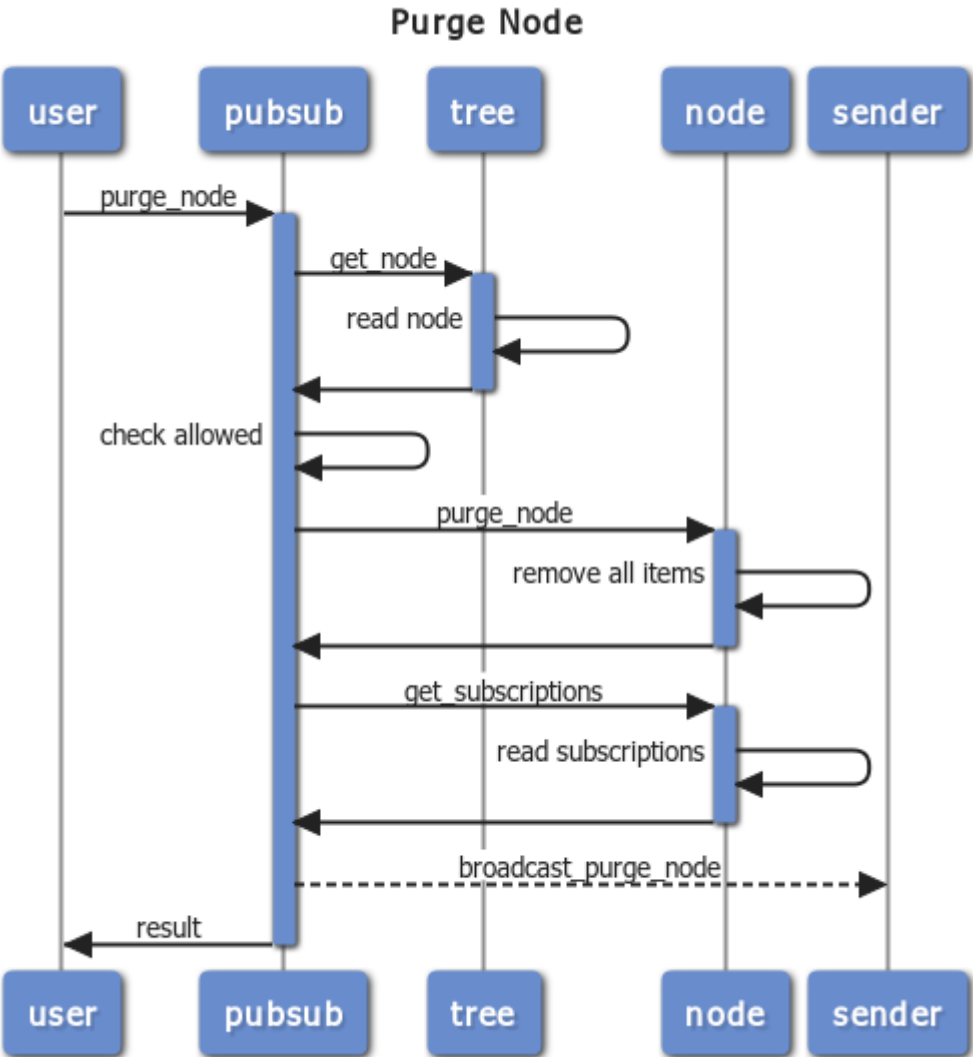 Purge Node
user pubsub tree node sender
purge_node
get_node
read node
check allowed
purge_node
remove all items
get_subscriptions
read subscriptions
broadcast_purge_node
result
user pubsub tree node sender